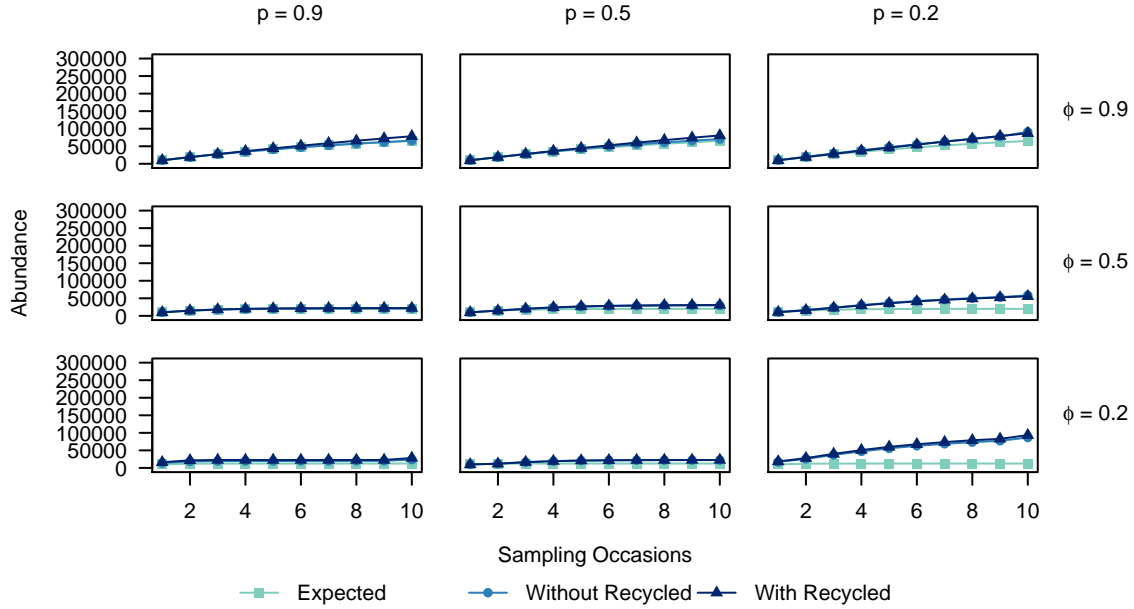 p = 0.9 p = 0.5 p = 0.2
300000
250000
200000
150000
100000
50000
0
ϕ = 0.9
300000
250000
200000
150000
100000
50000
0
ϕ = 0.5
Abundance
300000
250000
200000
150000
100000
50000
0
ϕ = 0.2
2 4 6 8 10 2 4 6 8 10 2 4 6 8 10
Sampling Occasions
Expected Without Recycled With Recycled